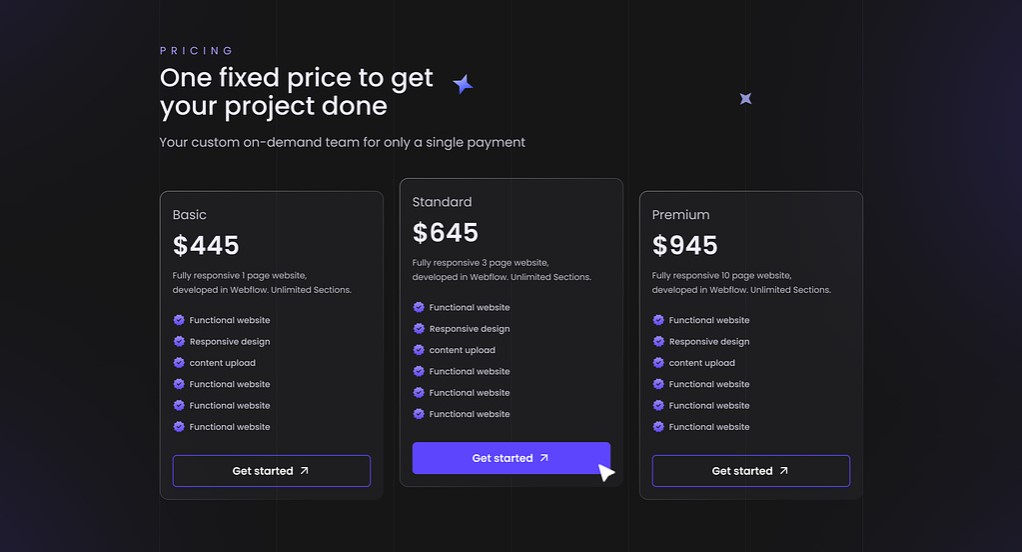 PRICING
One fixed price to get
your project done
Your custom on-demand team for only a single payment
Basic
$445
Fully responsive 1 page website,
developed in Webflow. Unlimited Sections.
Functional website
Responsive design
content upload
Functional website
Functional website
Functional website
Get started
Standard
$645
Fully responsive 3 page website,
developed in Webflow. Unlimited Sections.
Functional website
Responsive design
content upload
Functional website
Functional website
Functional website
Get started
Premium
$945
Fully responsive 10 page website,
developed in Webflow. Unlimited Sections.
Functional website
Responsive design
content upload
Functional website
Functional website
Functional website
Get started